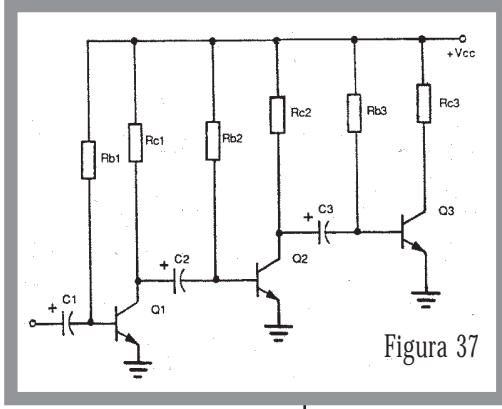 +Vcc
Rb1
Rc1
Rb2
Rc2
Rb3
Rc3
+ C1
Q1
+ C2
Q2
+ C3
Q3
Figura 37